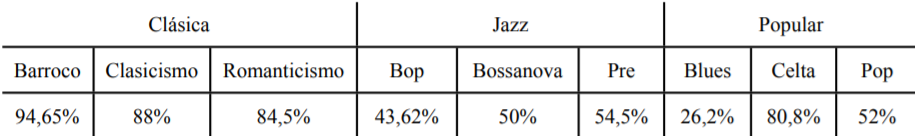 Clásica Jazz Popular
Barroco Clasicismo Romanticismo Bop Bossanova Pre Blues Celta Pop
94,65% 88% 84,5% 43,62% 50% 54,5% 26,2% 80,8% 52%